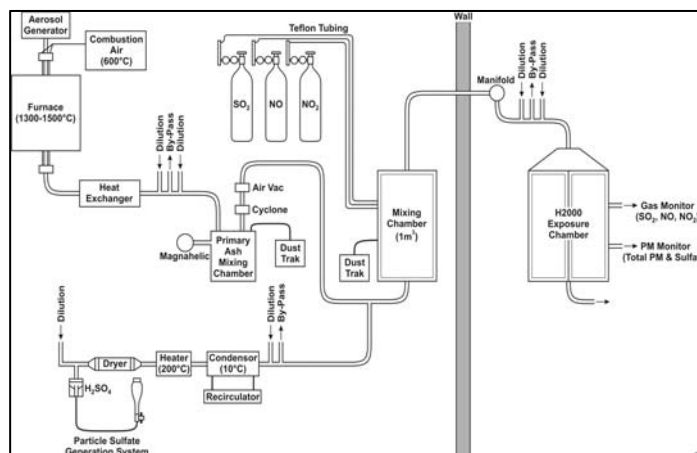 Aerosol
Generator
Combustion
Air
(600°C)
Furnace
(1300-1500°C)
Heat
Exchanger
Dilution
By-Pass
Dilution
Magnahelic
Primary
Ash Mixing
Chamber
Air Vac
Cyclone
Dust
Trak
Teflon Tubing
SO₂
NO
NO₂
Mixing
Chamber
(1m³)
Dust
Trak
Wall
Manifold
Dilution
By-Pass
Dilution
H2000
Exposure
Chamber
Gas Monitor
(SO₂, NO, NO₂
PM Monitor
(Total PM & Sulfa
Dilution
Dryer
H₂SO₄
Heater
(200°C)
Condensor
(10°C)
Recirculator
Dilution
By-Pass
Particle Sulfate
Generation System